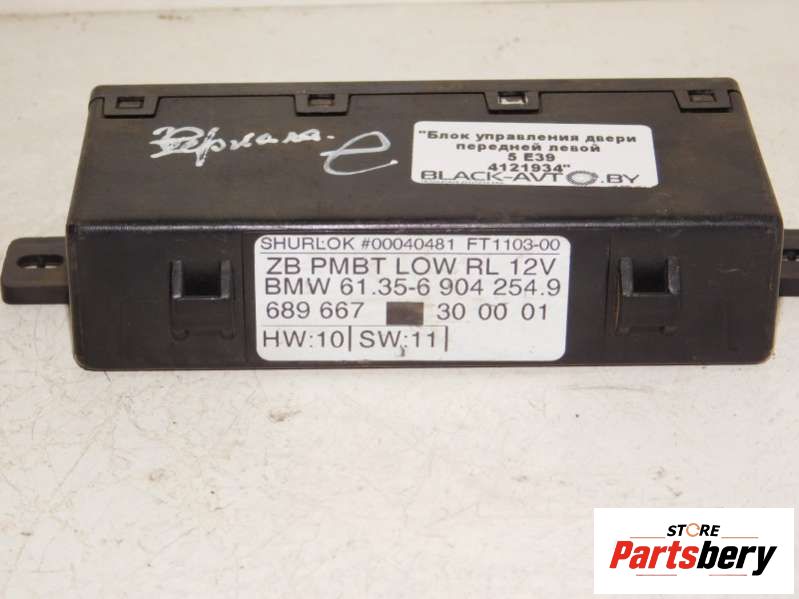 Зеркала. e
"Блок управления двери
передней левой
5 E39
4121934"
BLACK-AVTO.BY
SHURLOK #00040481 FT1103-00
ZB PMBT LOW RL 12V
BMW 61.35-6 904 254.9
689 667 30 00 01
HW:10 SW:11
STORE
Partsbery